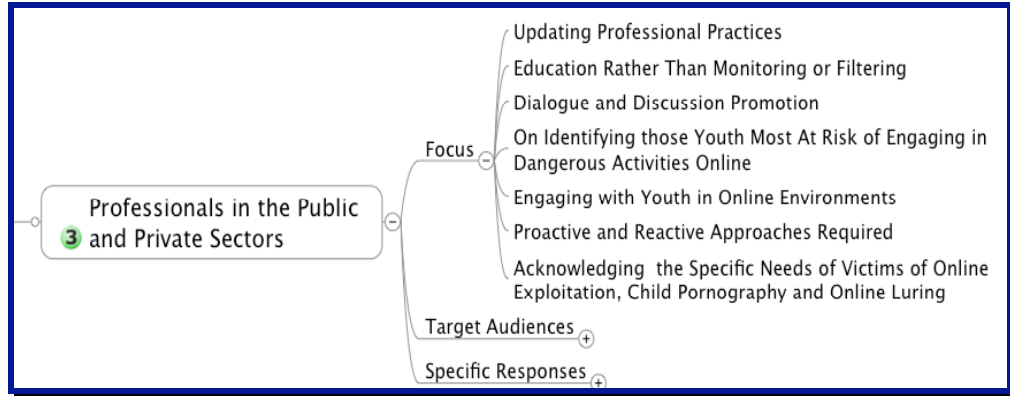 Updating Professional Practices
Education Rather Than Monitoring or Filtering
Dialogue and Discussion Promotion
Focus
On Identifying those Youth Most At Risk of Engaging in
Dangerous Activities Online
Engaging with Youth in Online Environments
Professionals in the Public
3 and Private Sectors
Proactive and Reactive Approaches Required
Acknowledging the Specific Needs of Victims of Online
Exploitation, Child Pornography and Online Luring
Target Audiences
Specific Responses